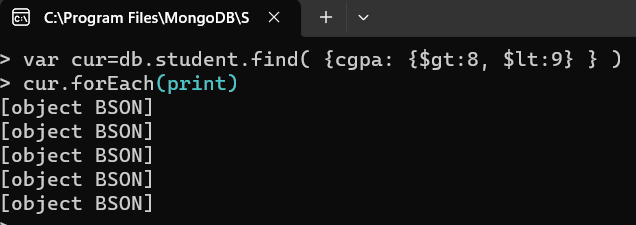 C:\Program Files\MongoDB\S
> var cur=db.student.find( {cgpa: {$gt:8, $lt:9} } )
> cur.forEach(print)
[object BSON]
[object BSON]
[object BSON]
[object BSON]
[object BSON]